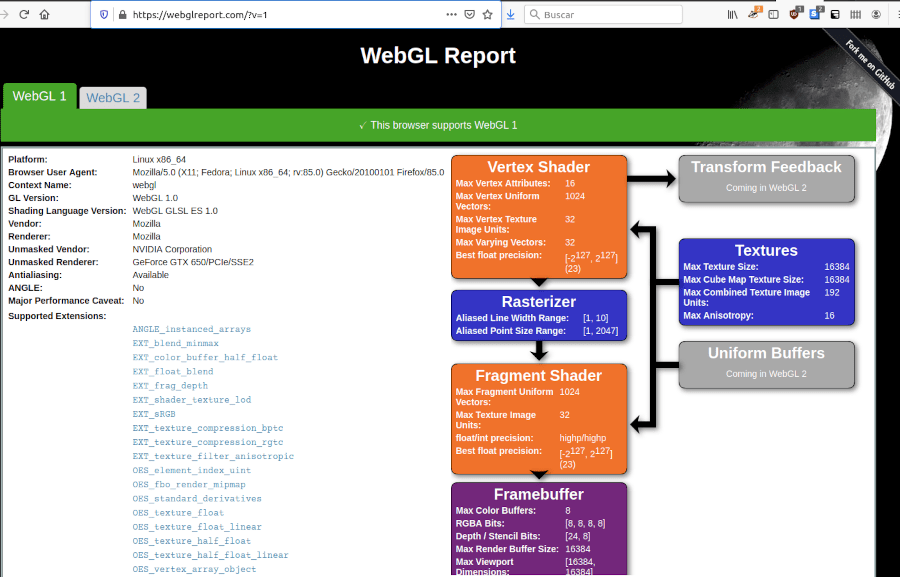 https://webglreport.com/?v=1
Buscar
Fork me on GitHub
WebGL Report
WebGL 1
WebGL 2
✓ This browser supports WebGL 1
Platform: Linux x86_64
Browser User Agent: Mozilla/5.0 (X11; Fedora; Linux x86_64; rv:85.0) Gecko/20100101 Firefox/85.0
Context Name: webgl
GL Version: WebGL 1.0
Shading Language Version: WebGL GLSL ES 1.0
Vendor: Mozilla
Renderer: Mozilla
Unmasked Vendor: NVIDIA Corporation
Unmasked Renderer: GeForce GTX 650/PCIe/SSE2
Antialiasing: Available
ANGLE: No
Major Performance Caveat: No
Supported Extensions:
ANGLE_instanced_arrays
EXT_blend_minmax
EXT_color_buffer_half_float
EXT_float_blend
EXT_frag_depth
EXT_shader_texture_lod
EXT_sRGB
EXT_texture_compression_bptc
EXT_texture_compression_rgtc
EXT_texture_filter_anisotropic
OES_element_index_uint
OES_fbo_render_mipmap
OES_standard_derivatives
OES_texture_float
OES_texture_float_linear
OES_texture_half_float
OES_texture_half_float_linear
OES_vertex_array_object
Vertex Shader
Max Vertex Attributes: 16
Max Vertex Uniform 1024
Vectors:
Max Vertex Texture 32
Image Units:
Max Varying Vectors: 32
Best float precision: [-2^127, 2^127]
(23)
Rasterizer
Aliased Line Width Range: [1, 10]
Aliased Point Size Range: [1, 2047]
Fragment Shader
Max Fragment Uniform 1024
Vectors:
Max Texture Image 32
Units:
float/int precision: highp/highp
Best float precision: [-2^127, 2^127]
(23)
Framebuffer
Max Color Buffers: 8
RGBA Bits: [8, 8, 8, 8]
Depth / Stencil Bits: [24, 8]
Max Render Buffer Size: 16384
Max Viewport [16384,
Dimensions: 16384]
Transform Feedback
Coming in WebGL 2
Textures
Max Texture Size: 16384
Max Cube Map Texture Size: 16384
Max Combined Texture Image 192
Units:
Max Anisotropy: 16
Uniform Buffers
Coming in WebGL 2